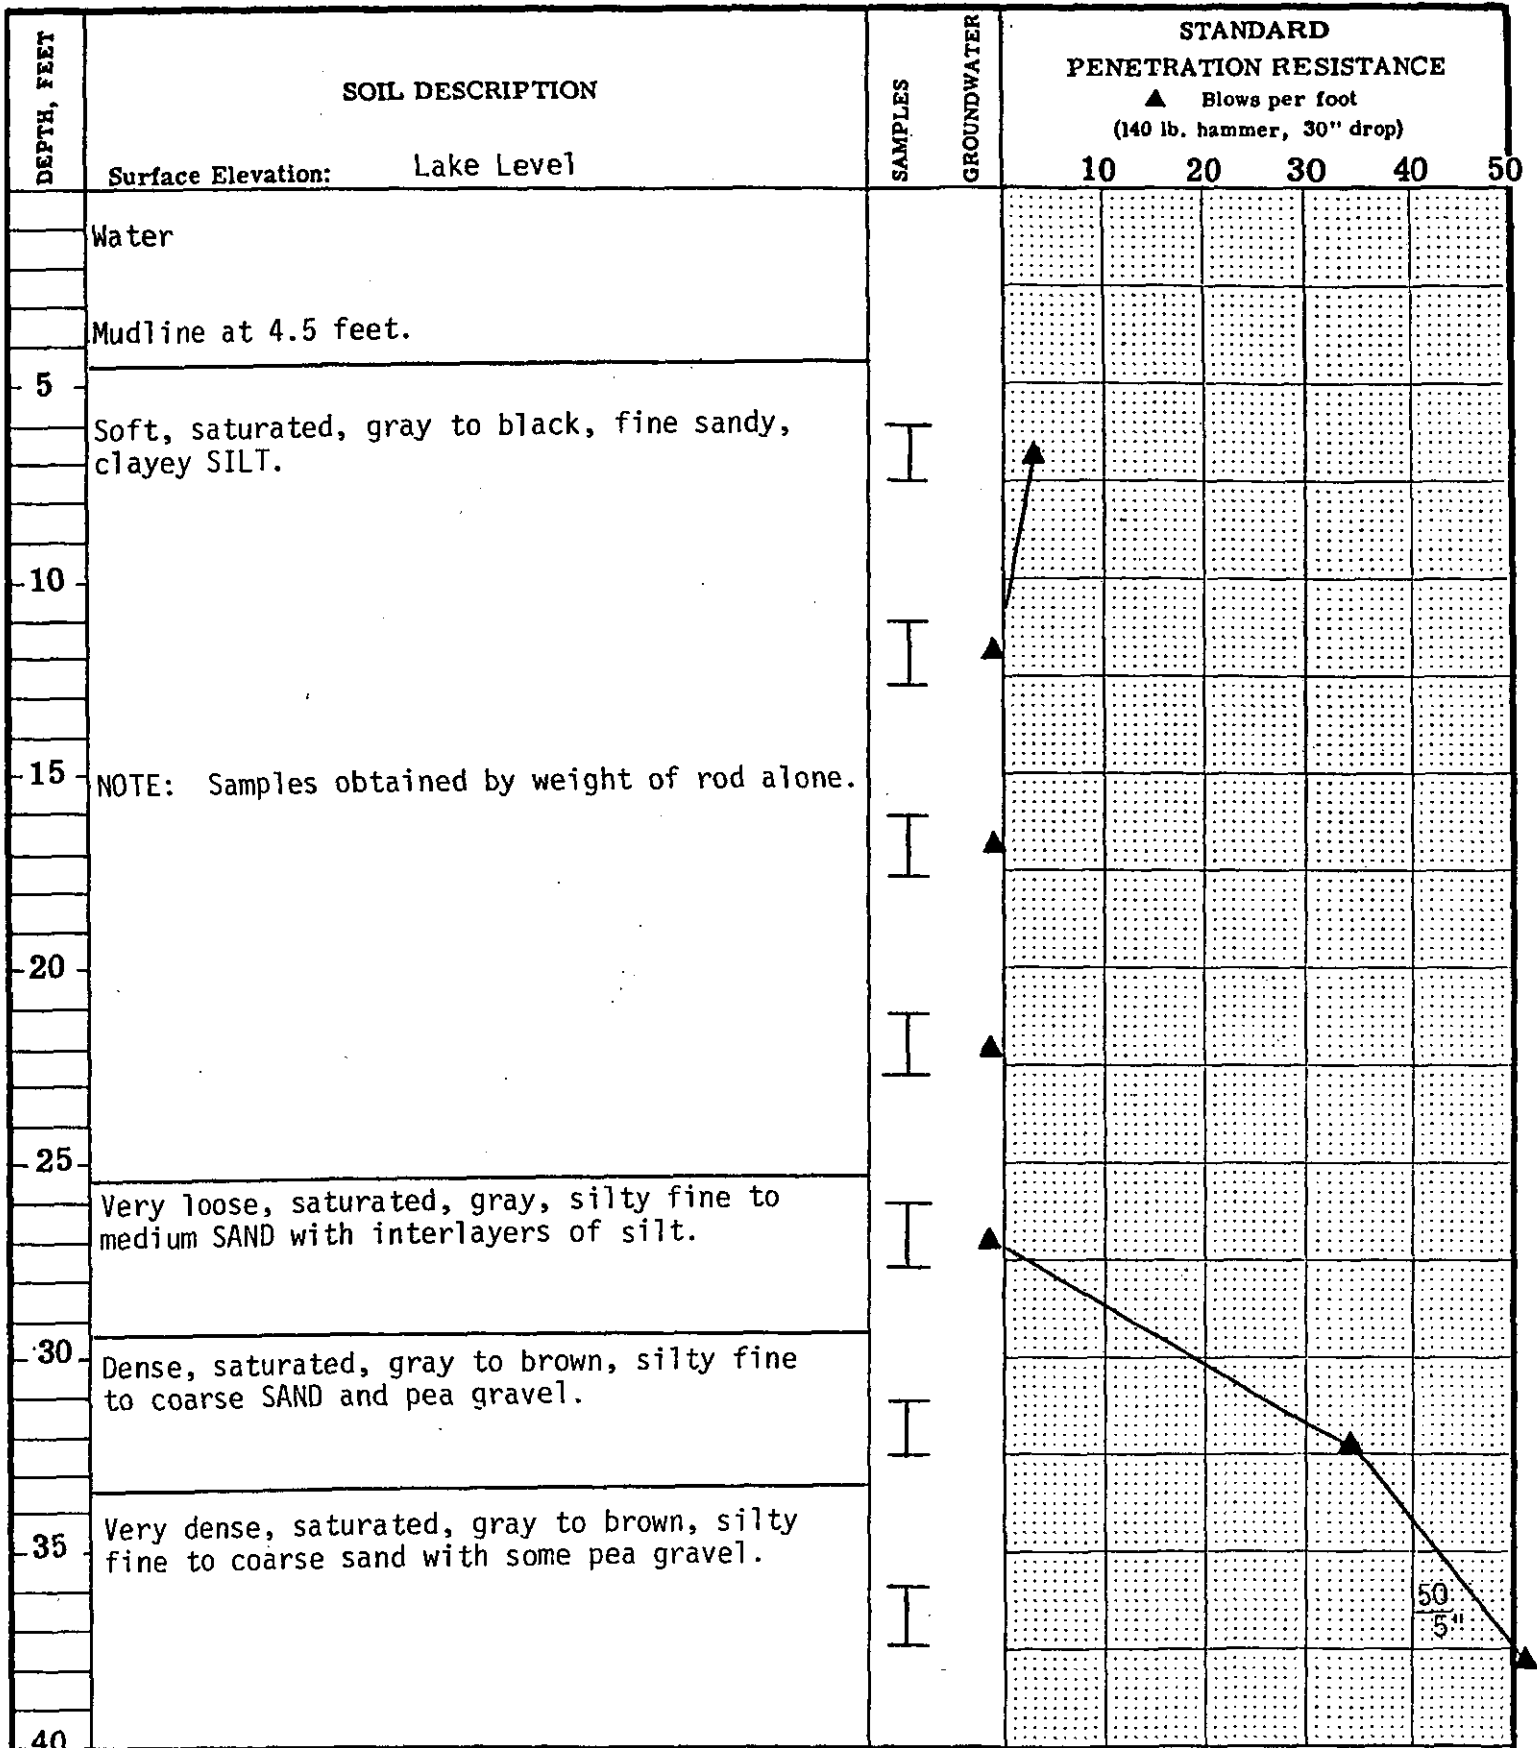 DEPTH, FEET
SOIL DESCRIPTION
Surface Elevation: Lake Level
SAMPLES
GROUNDWATER
STANDARD
PENETRATION RESISTANCE
▲ Blows per foot
(140 lb. hammer, 30" drop)
10 20 30 40 50
Water
Mudline at 4.5 feet.
5
Soft, saturated, gray to black, fine sandy,
clayey SILT.
10
15
NOTE: Samples obtained by weight of rod alone.
20
25
Very loose, saturated, gray, silty fine to
medium SAND with interlayers of silt.
30
Dense, saturated, gray to brown, silty fine
to coarse SAND and pea gravel.
Very dense, saturated, gray to brown, silty
35
fine to coarse sand with some pea gravel.
50
5"
40